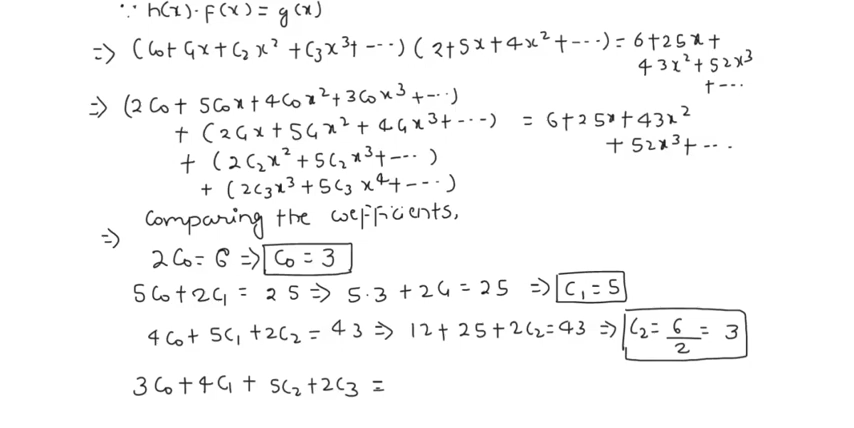 ∵ h(x)·f(x) = g(x)
⇒ (C₀ + C₁x + C₂x² + C₃x³ + ----) (2 + 5x + 4x² + ---) = 6 + 25x +
43x² + 52x³
+ ---
⇒ (2C₀ + 5C₀x + 4C₀x² + 3C₀x³ + ---)
+ (2C₁x + 5C₁x² + 4C₁x³ + ---) = 6 + 25x + 43x²
+ 52x³ + ---
+ (2C₂x² + 5C₂x³ + ---)
+ (2C₃x³ + 5C₃x⁴ + ---)
⇒ Comparing the coefficients,
2C₀ = 6 ⇒ C₀ = 3
5C₀ + 2C₁ = 25 ⇒ 5·3 + 2C₁ = 25 ⇒ C₁ = 5
4C₀ + 5C₁ + 2C₂ = 43 ⇒ 12 + 25 + 2C₂ = 43 ⇒ C₂ = 6/2 = 3
3C₀ + 4C₁ + 5C₂ + 2C₃ =